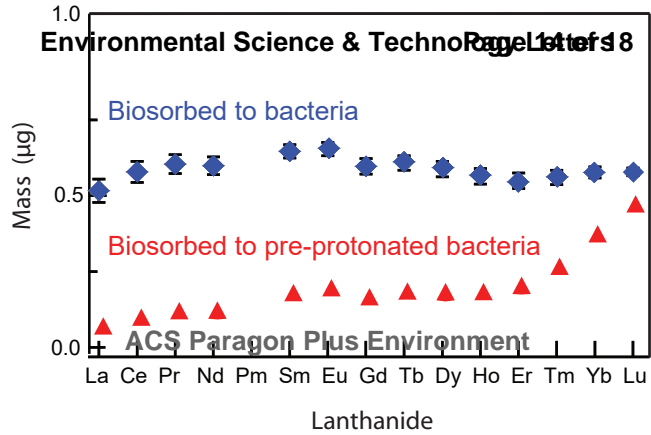 1.0
Environmental Science & Technology Letters
Page 14 of 18
Biosorbed to bacteria
Mass (µg)
0.5
Biosorbed to pre-protonated bacteria
ACS Paragon Plus Environment
0.0
La Ce Pr Nd Pm Sm Eu Gd Tb Dy Ho Er Tm Yb Lu
Lanthanide